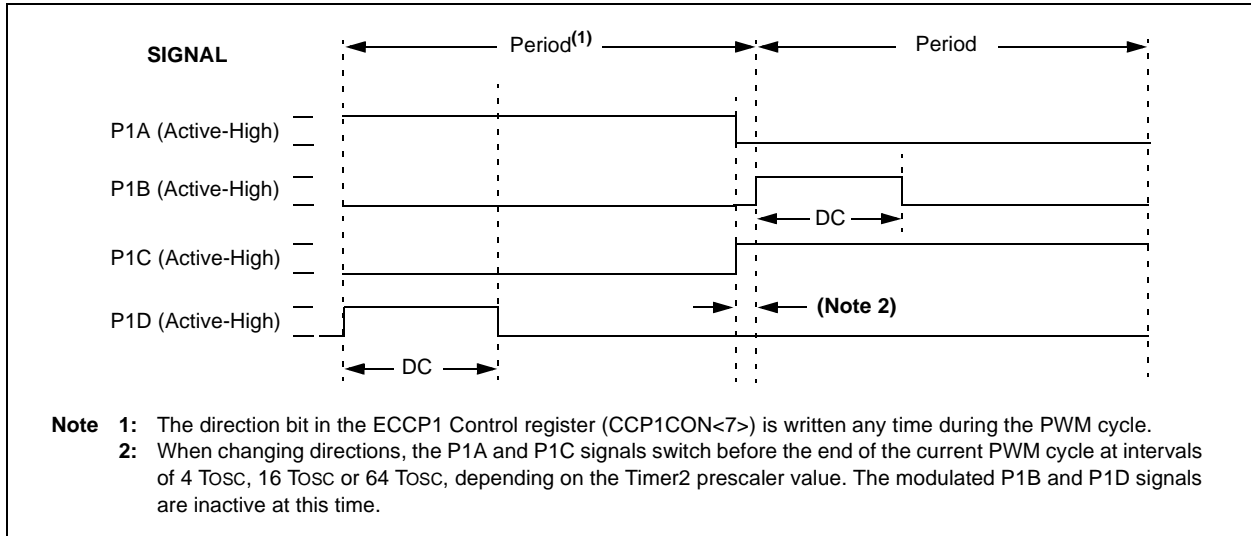 SIGNAL
Period(1)
Period
P1A (Active-High)
P1B (Active-High)
DC
P1C (Active-High)
P1D (Active-High)
(Note 2)
DC
Note 1: The direction bit in the ECCP1 Control register (CCP1CON<7>) is written any time during the PWM cycle.
2: When changing directions, the P1A and P1C signals switch before the end of the current PWM cycle at intervals
of 4 TOSC, 16 TOSC or 64 TOSC, depending on the Timer2 prescaler value. The modulated P1B and P1D signals
are inactive at this time.